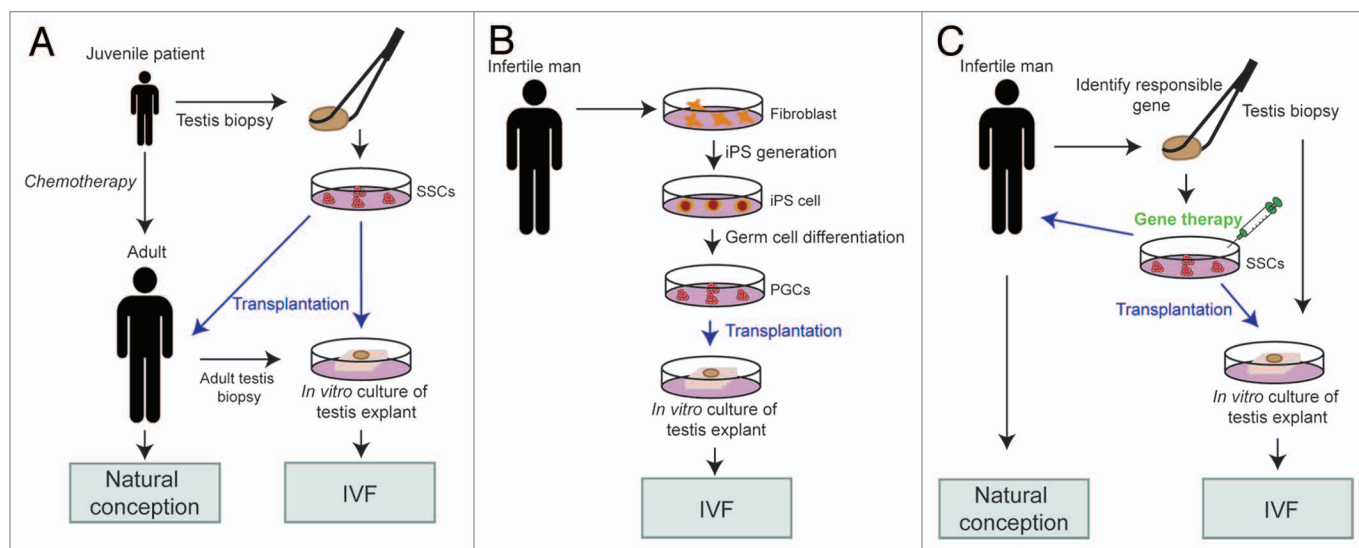 A
Juvenile patient
Testis biopsy
SSCs
Chemotherapy
Adult
Transplantation
Adult testis
biopsy
In vitro culture of
testis explant
Natural
conception
IVF
B
Infertile man
Fibroblast
iPS generation
iPS cell
Germ cell differentiation
PGCs
Transplantation
In vitro culture of
testis explant
IVF
C
Infertile man
Identify responsible
gene
Testis biopsy
Gene therapy
SSCs
Transplantation
In vitro culture of
testis explant
Natural
conception
IVF